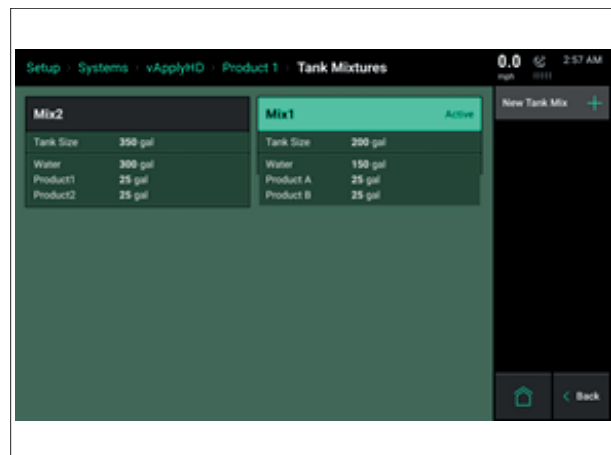 Setup > Systems > vApplyHD > Product 1 > Tank Mixtures
0.0 mph
2:57 AM
New Tank Mix +
Mix2
Tank Size 350 gal
Water 300 gal
Product1 25 gal
Product2 25 gal
Mix1 Active
Tank Size 200 gal
Water 150 gal
Product A 25 gal
Product B 25 gal
< Back